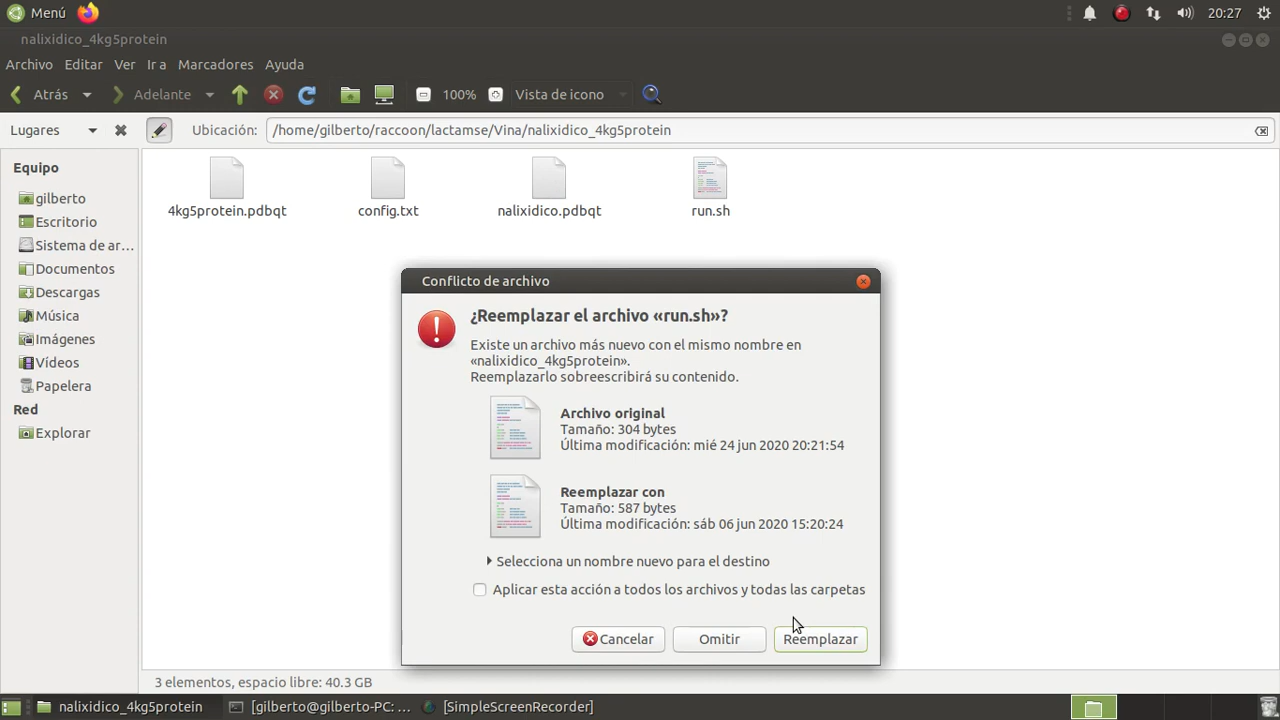 Menú
20:27
nalixidico_4kg5protein
Archivo Editar Ver Ir a Marcadores Ayuda
Atrás Adelante 100% Vista de icono
Lugares Ubicación: /home/gilberto/raccoon/lactamse/Vina/nalixidico_4kg5protein
Equipo
gilberto
Escritorio
Sistema de ar...
Documentos
Descargas
Música
Imágenes
Vídeos
Papelera
Red
Explorar
4kg5protein.pdbqt config.txt nalixidico.pdbqt run.sh
Conflicto de archivo
¿Reemplazar el archivo «run.sh»?
Existe un archivo más nuevo con el mismo nombre en
«nalixidico_4kg5protein».
Reemplazarlo sobreescribirá su contenido.
Archivo original
Tamaño: 304 bytes
Última modificación: mié 24 jun 2020 20:21:54
Reemplazar con
Tamaño: 587 bytes
Última modificación: sáb 06 jun 2020 15:20:24
Selecciona un nombre nuevo para el destino
Aplicar esta acción a todos los archivos y todas las carpetas
Cancelar Omitir Reemplazar
3 elementos, espacio libre: 40.3 GB
nalixidico_4kg5protein [gilberto@gilberto-PC: ... [SimpleScreenRecorder]